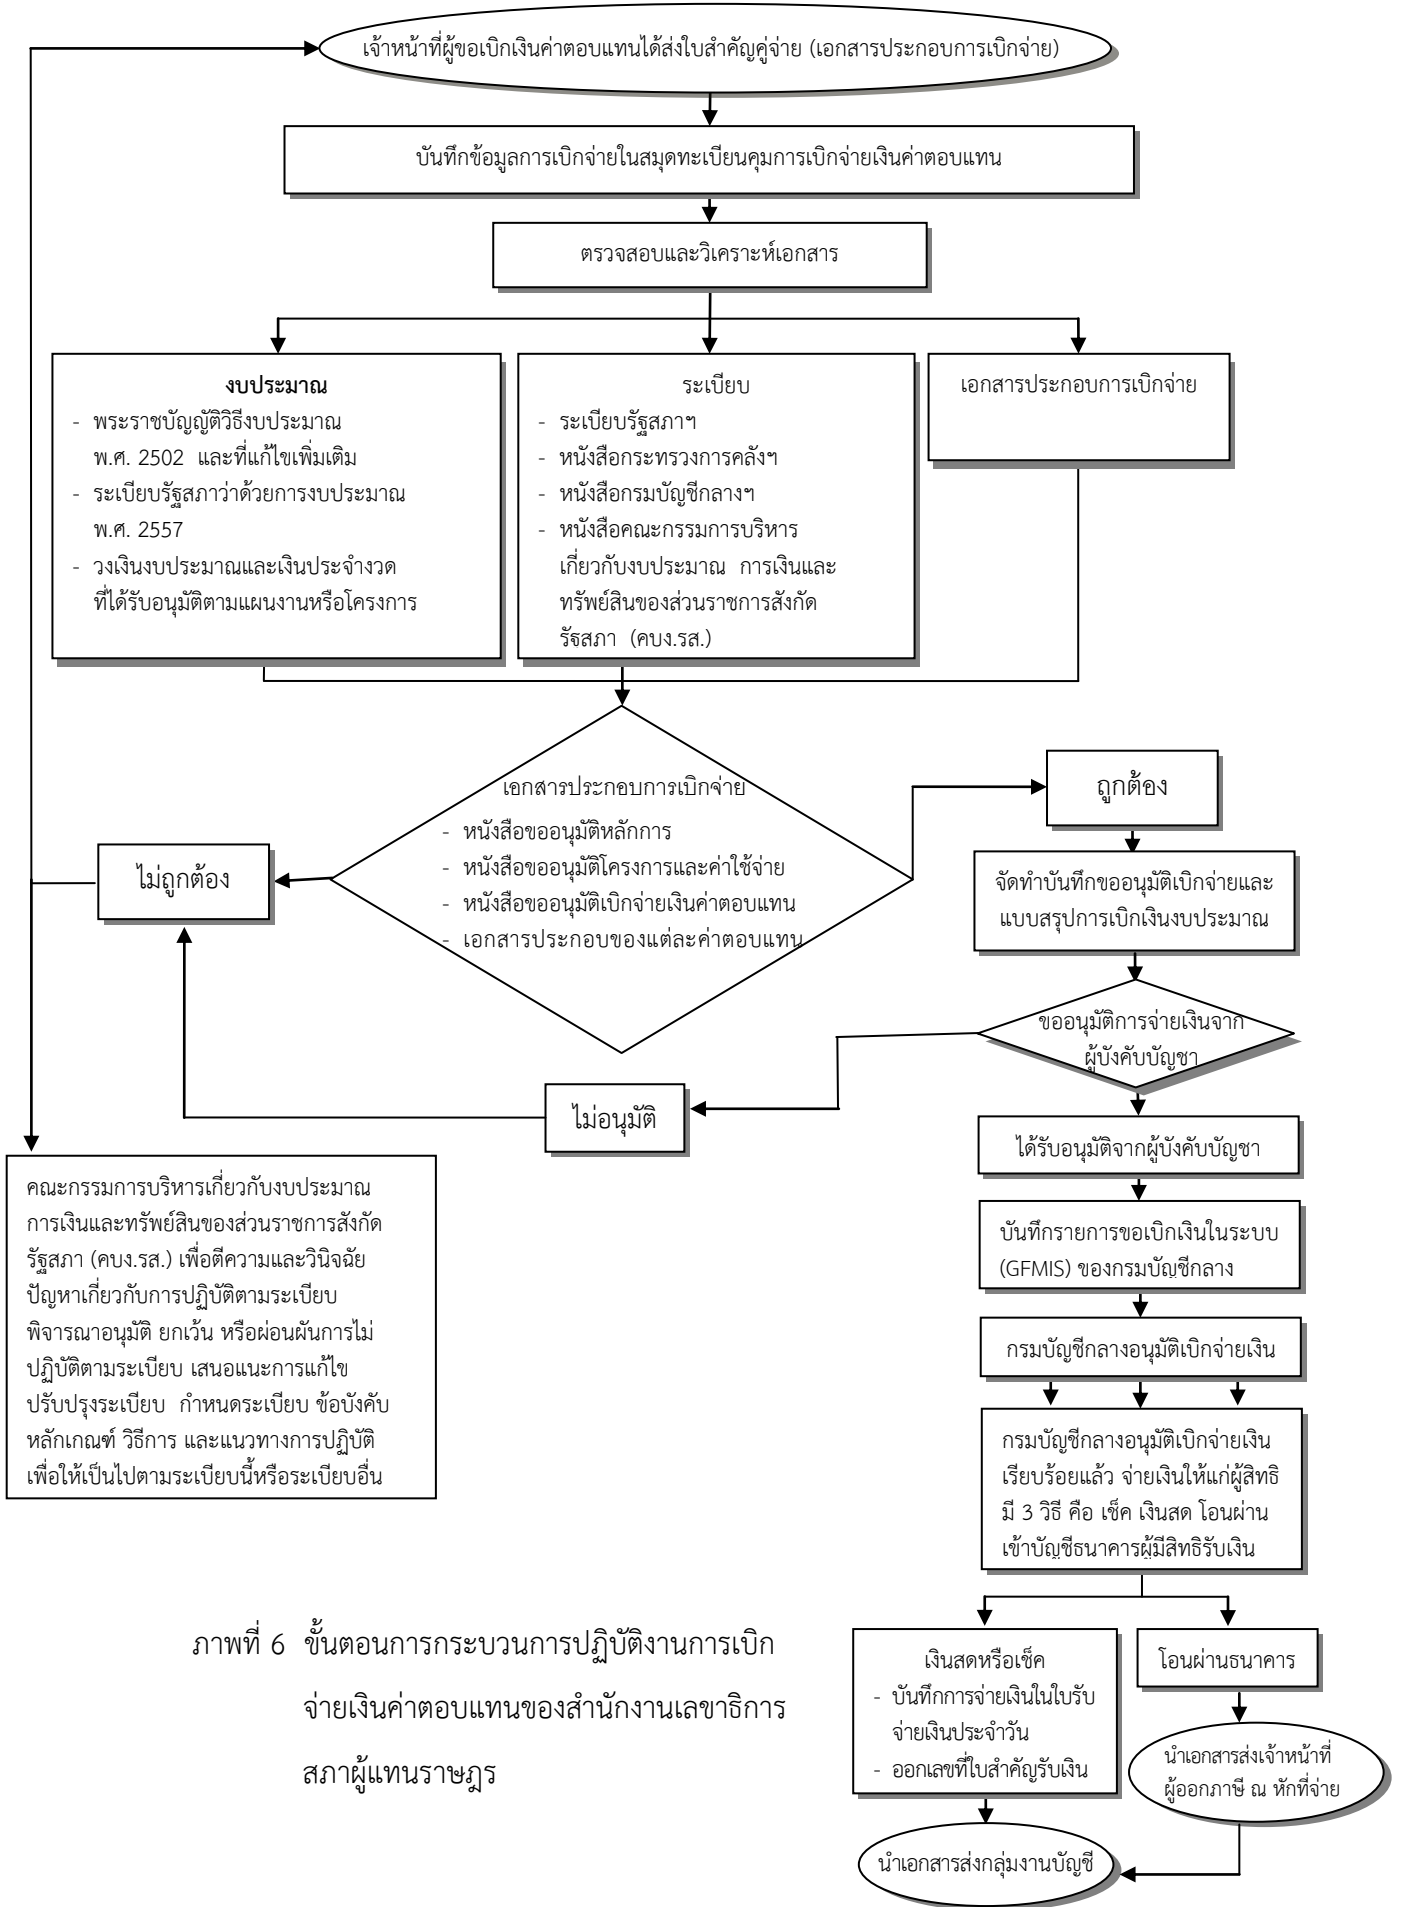 เจ้าหน้าที่ผู้ขอเบิกเงินค่าตอบแทนได้ส่งใบสำคัญคู่จ่าย (เอกสารประกอบการเบิกจ่าย)
บันทึกข้อมูลการเบิกจ่ายในสมุดทะเบียนคุมการเบิกจ่ายเงินค่าตอบแทน
ตรวจสอบและวิเคราะห์เอกสาร
งบประมาณ
- พระราชบัญญัติวิธีงบประมาณ
พ.ศ. 2502 และที่แก้ไขเพิ่มเติม
- ระเบียบรัฐสภาว่าด้วยการงบประมาณ
พ.ศ. 2557
- วงเงินงบประมาณและเงินประจำงวด
ที่ได้รับอนุมัติตามแผนงานหรือโครงการ
ระเบียบ
- ระเบียบรัฐสภาฯ
- หนังสือกระทรวงการคลังฯ
- หนังสือกรมบัญชีกลางฯ
- หนังสือคณะกรรมการบริหาร
เกี่ยวกับงบประมาณ การเงินและ
ทรัพย์สินของส่วนราชการสังกัด
รัฐสภา (คบง.รส.)
เอกสารประกอบการเบิกจ่าย
เอกสารประกอบการเบิกจ่าย
- หนังสือขออนุมัติหลักการ
- หนังสือขออนุมัติโครงการและค่าใช้จ่าย
- หนังสือขออนุมัติเบิกจ่ายเงินค่าตอบแทน
- เอกสารประกอบของแต่ละค่าตอบแทน
ไม่ถูกต้อง
ถูกต้อง
จัดทำบันทึกขออนุมัติเบิกจ่ายและ
แบบสรุปการเบิกเงินงบประมาณ
ขออนุมัติการจ่ายเงินจาก
ผู้บังคับบัญชา
ไม่อนุมัติ
ได้รับอนุมัติจากผู้บังคับบัญชา
บันทึกรายการขอเบิกเงินในระบบ
(GFMIS) ของกรมบัญชีกลาง
กรมบัญชีกลางอนุมัติเบิกจ่ายเงิน
กรมบัญชีกลางอนุมัติเบิกจ่ายเงิน
เรียบร้อยแล้ว จ่ายเงินให้แก่ผู้สิทธิ
มี 3 วิธี คือ เช็ค เงินสด โอนผ่าน
เข้าบัญชีธนาคารผู้มีสิทธิรับเงิน
คณะกรรมการบริหารเกี่ยวกับงบประมาณ
การเงินและทรัพย์สินของส่วนราชการสังกัด
รัฐสภา (คบง.รส.) เพื่อตีความและวินิจฉัย
ปัญหาเกี่ยวกับการปฏิบัติตามระเบียบ
พิจารณาอนุมัติ ยกเว้น หรือผ่อนผันการไม่
ปฏิบัติตามระเบียบ เสนอแนะการแก้ไข
ปรับปรุงระเบียบ กำหนดระเบียบ ข้อบังคับ
หลักเกณฑ์ วิธีการ และแนวทางการปฏิบัติ
เพื่อให้เป็นไปตามระเบียบนี้หรือระเบียบอื่น
เงินสดหรือเช็ค
- บันทึกการจ่ายเงินในใบรับ
จ่ายเงินประจำวัน
- ออกเลขที่ใบสำคัญรับเงิน
โอนผ่านธนาคาร
นำเอกสารส่งเจ้าหน้าที่
ผู้ออกภาษี ณ หักที่จ่าย
นำเอกสารส่งกลุ่มงานบัญชี
ภาพที่ 6 ขั้นตอนการกระบวนการปฏิบัติงานการเบิก
จ่ายเงินค่าตอบแทนของสำนักงานเลขาธิการ
สภาผู้แทนราษฎร